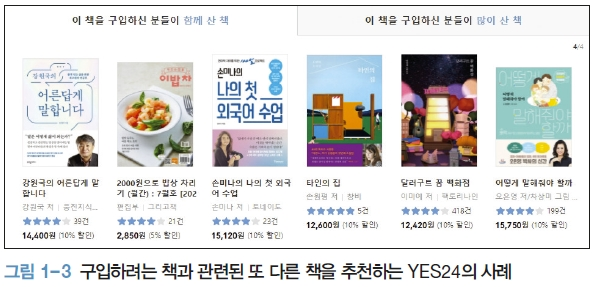 이 책을 구입하신 분들이 함께 산 책
이 책을 구입하신 분들이 많이 산 책
4/4
강원국의
어른답게
말합니다
이밥차
손미나의
나의 첫
외국어 수업
타인의
집
강원국의 어른답게 말
합니다
강원국 저 | 웅진지식...
39건
14,400원 (10% 할인)
2000원으로 밥상 차리
기 (월간) : 7월호 [202
편집부 | 그리고책
21건
2,850원 (5% 할인)
손미나의 나의 첫 외국
어 수업
손미나 저 | 토네이도
23건
15,120원 (10% 할인)
타인의 집
손원평 저 | 창비
5건
12,600원 (10% 할인)
달러구트 꿈 백화점
이미예 저 | 팩토리나인
418건
12,420원 (10% 할인)
어떻게 말해줘야 할까
오은영 저/차상미 그림 ...
199건
15,750원 (10% 할인)
그림 1-3 구입하려는 책과 관련된 또 다른 책을 추천하는 YES24의 사례